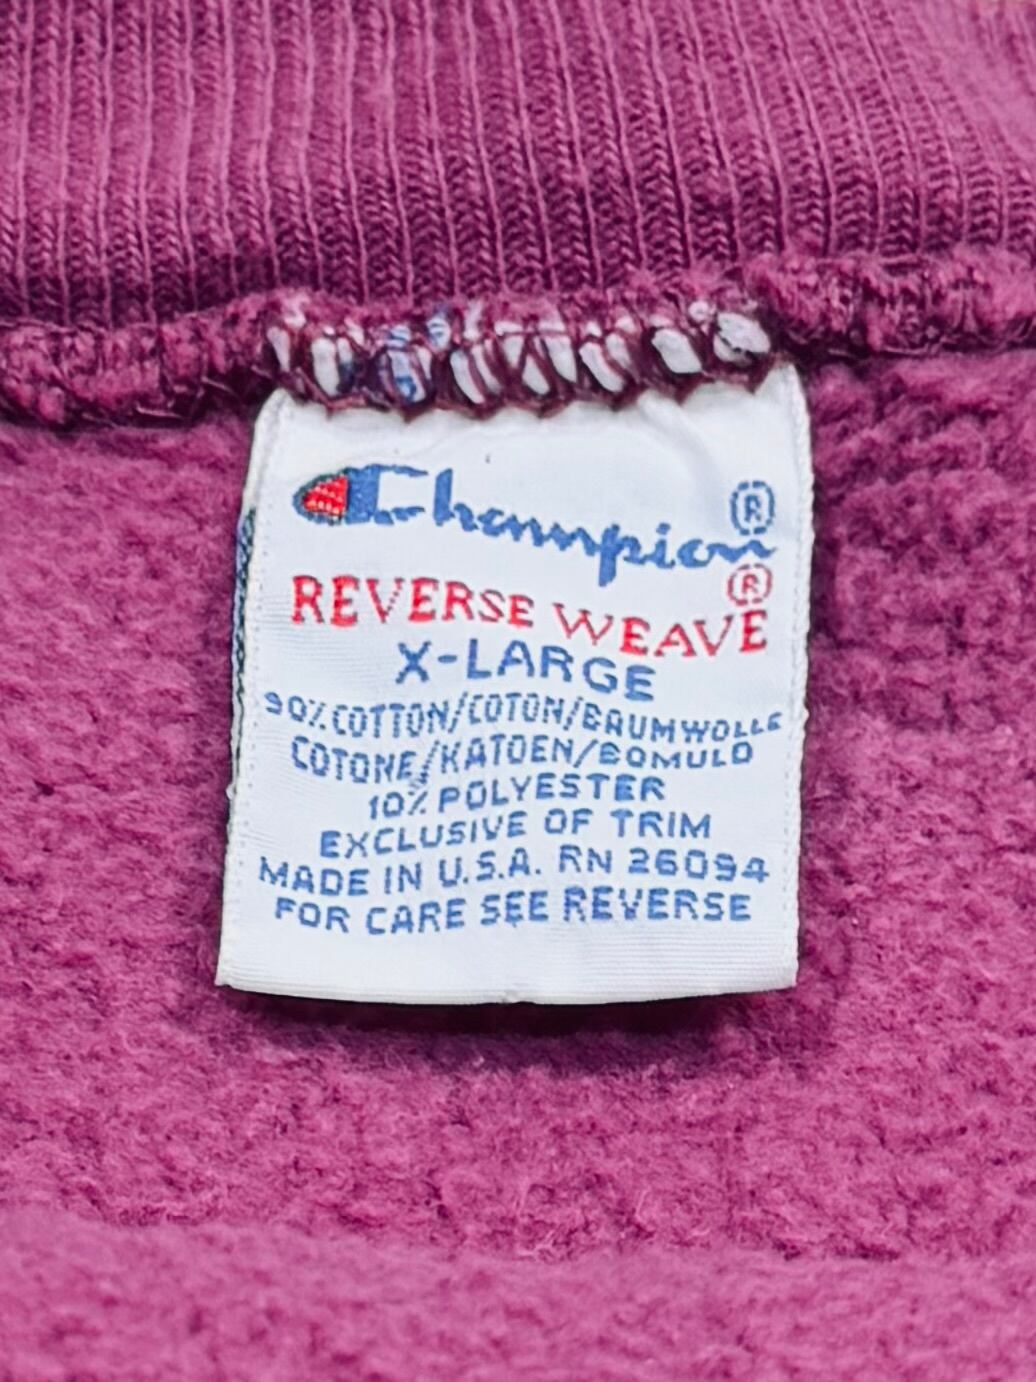 Champion®
REVERSE WEAVE®
X-LARGE
90% COTTON/COTON/BAUMWOLLE
COTONE/KATOEN/BOMULD
10% POLYESTER
EXCLUSIVE OF TRIM
MADE IN U.S.A. RN 26094
FOR CARE SEE REVERSE